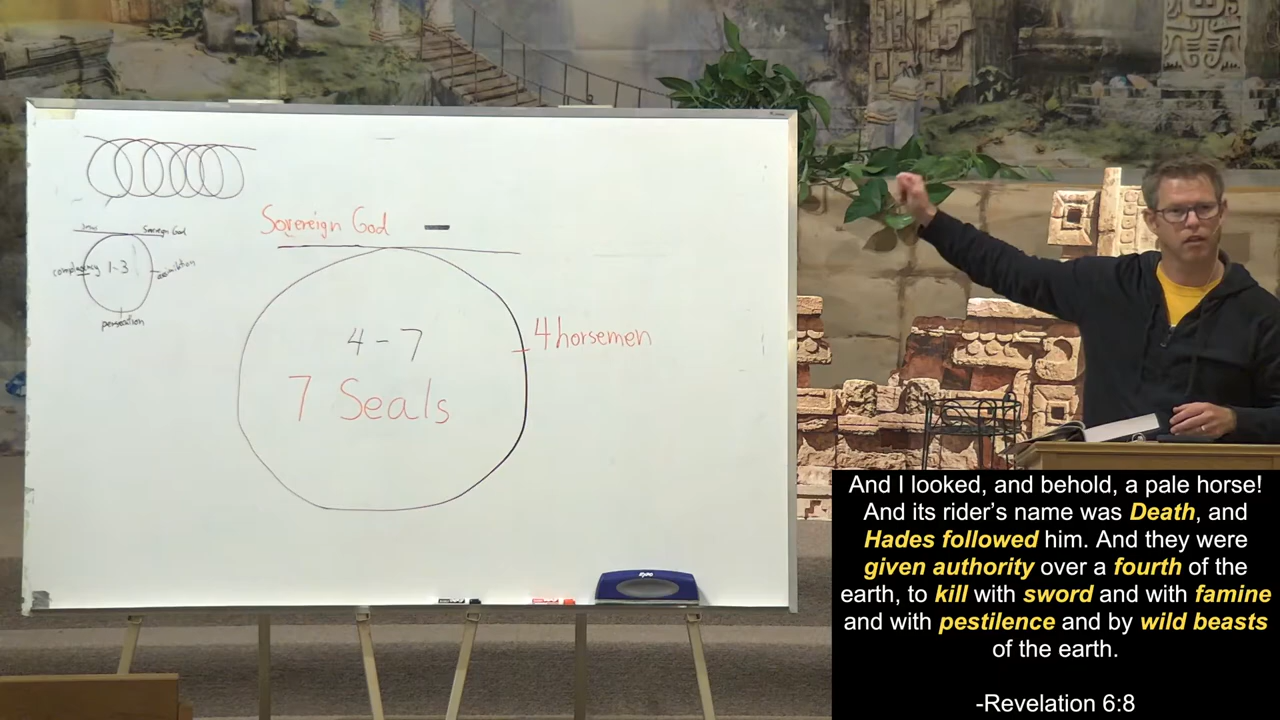 Sovereign God
complacency
1-3
assimilation
persecution
Sovereign God -
4 - 7
7 Seals
4 horsemen
EXPO
And I looked, and behold, a pale horse!
And its rider's name was Death, and
Hades followed him. And they were
given authority over a fourth of the
earth, to kill with sword and with famine
and with pestilence and by wild beasts
of the earth.
-Revelation 6:8